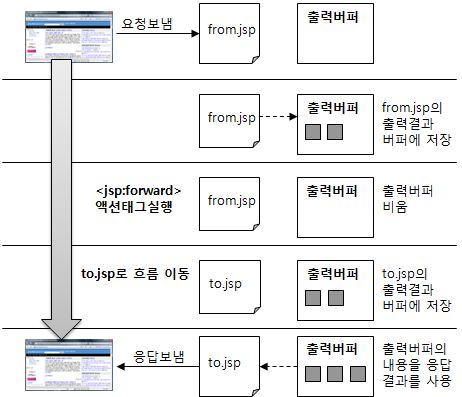 요청보냄
from.jsp
출력버퍼
from.jsp
출력버퍼
from.jsp의
출력결과
버퍼에 저장
<jsp:forward>
액션태그실행
from.jsp
출력버퍼
출력버퍼
비움
to.jsp로 흐름 이동
to.jsp
출력버퍼
to.jsp의
출력결과
버퍼에 저장
응답보냄
to.jsp
출력버퍼
출력버퍼의
내용을 응답
결과를 사용